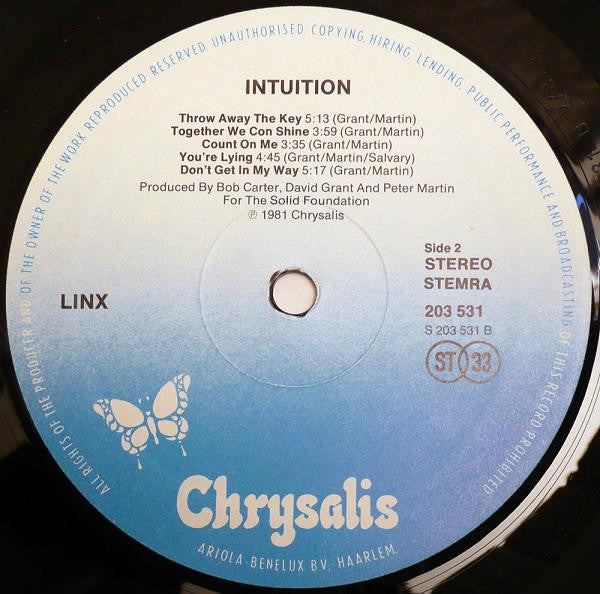 ALL RIGHTS OF THE PRODUCER AND OF THE OWNER OF THE WORK REPRODUCED RESERVED. UNAUTHORISED, COPYING, HIRING, LENDING, PUBLIC PERFORMANCE AND BROADCASTING OF THIS RECORD PROHIBITED
INTUITION
Throw Away The Key 5:13 (Grant/Martin)
Together We Con Shine 3:59 (Grant/Martin)
Count On Me 3:35 (Grant/Martin)
You're Lying 4:45 (Grant/Martin/Salvary)
Don't Get In My Way 5:17 (Grant/Martin)
Produced By Bob Carter, David Grant And Peter Martin
For The Solid Foundation
℗ 1981 Chrysalis
LINX
Side 2
STEREO
STEMRA
203 531
S 203 531 B
ST 33
Chrysalis
ARIOLA-BENELUX BV, HAARLEM.